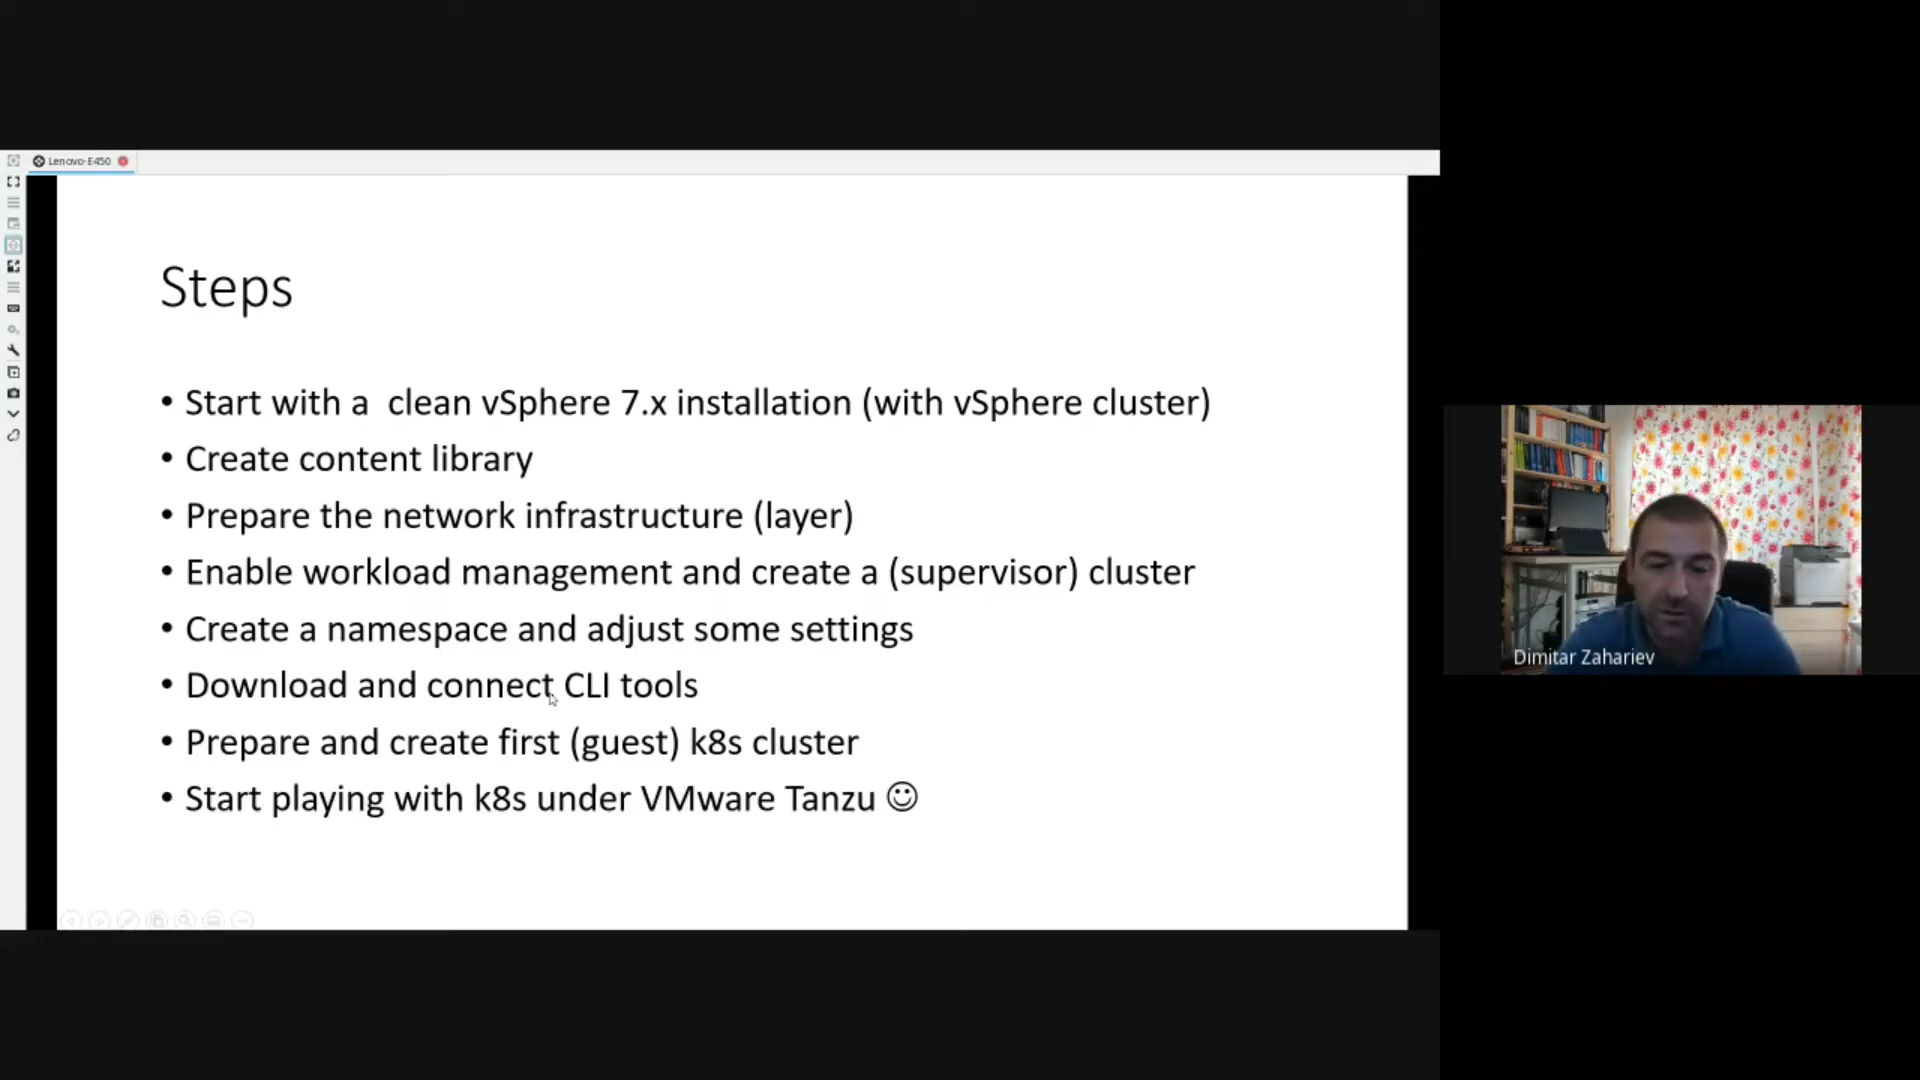 Lenovo-E450
Steps
• Start with a  clean vSphere 7.x installation (with vSphere cluster)
• Create content library
• Prepare the network infrastructure (layer)
• Enable workload management and create a (supervisor) cluster
• Create a namespace and adjust some settings
• Download and connect CLI tools
• Prepare and create first (guest) k8s cluster
• Start playing with k8s under VMware Tanzu ☺
Dimitar Zahariev